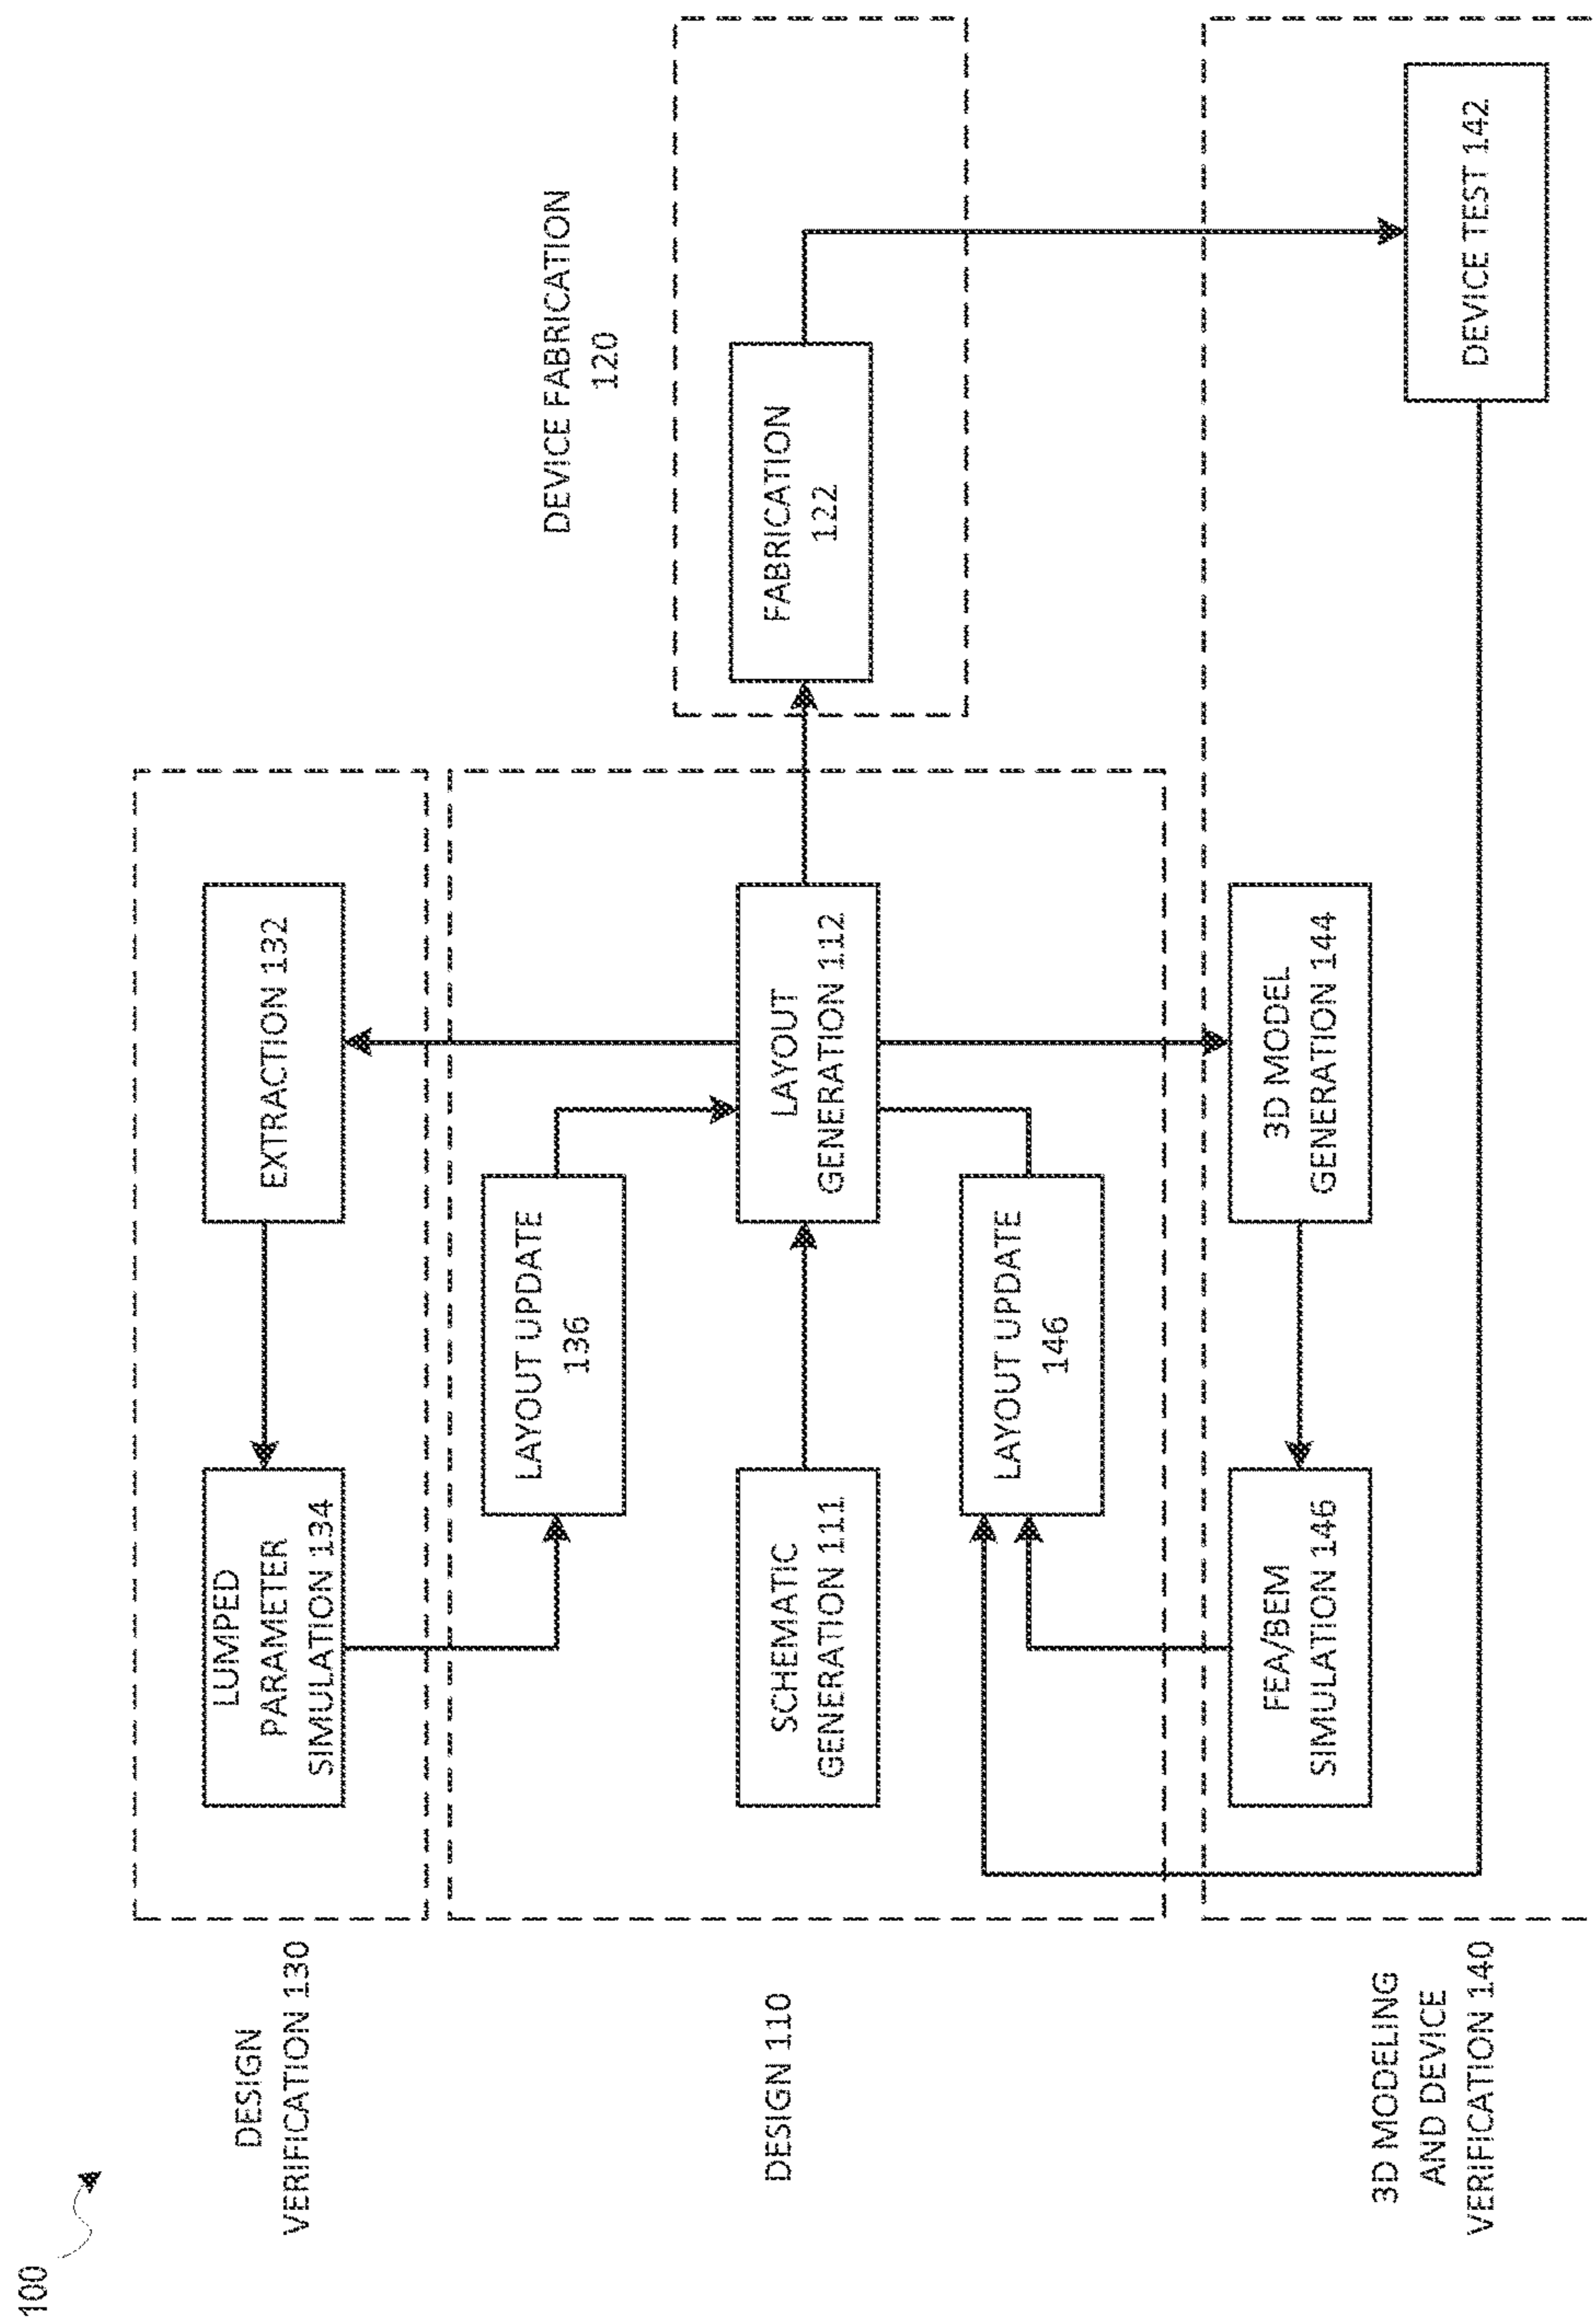 100
DESIGN
VERIFICATION 130
LUMPED
PARAMETER
SIMULATION 134
EXTRACTION 132
LAYOUT UPDATE
136
DEVICE FABRICATION
120
DESIGN 110
SCHEMATIC
GENERATION 111
LAYOUT
GENERATION 112
FABRICATION
122
LAYOUT UPDATE
146
3D MODELING
AND DEVICE
VERIFICATION 140
FEA/BEM
SIMULATION 146
3D MODEL
GENERATION 144
DEVICE TEST 142